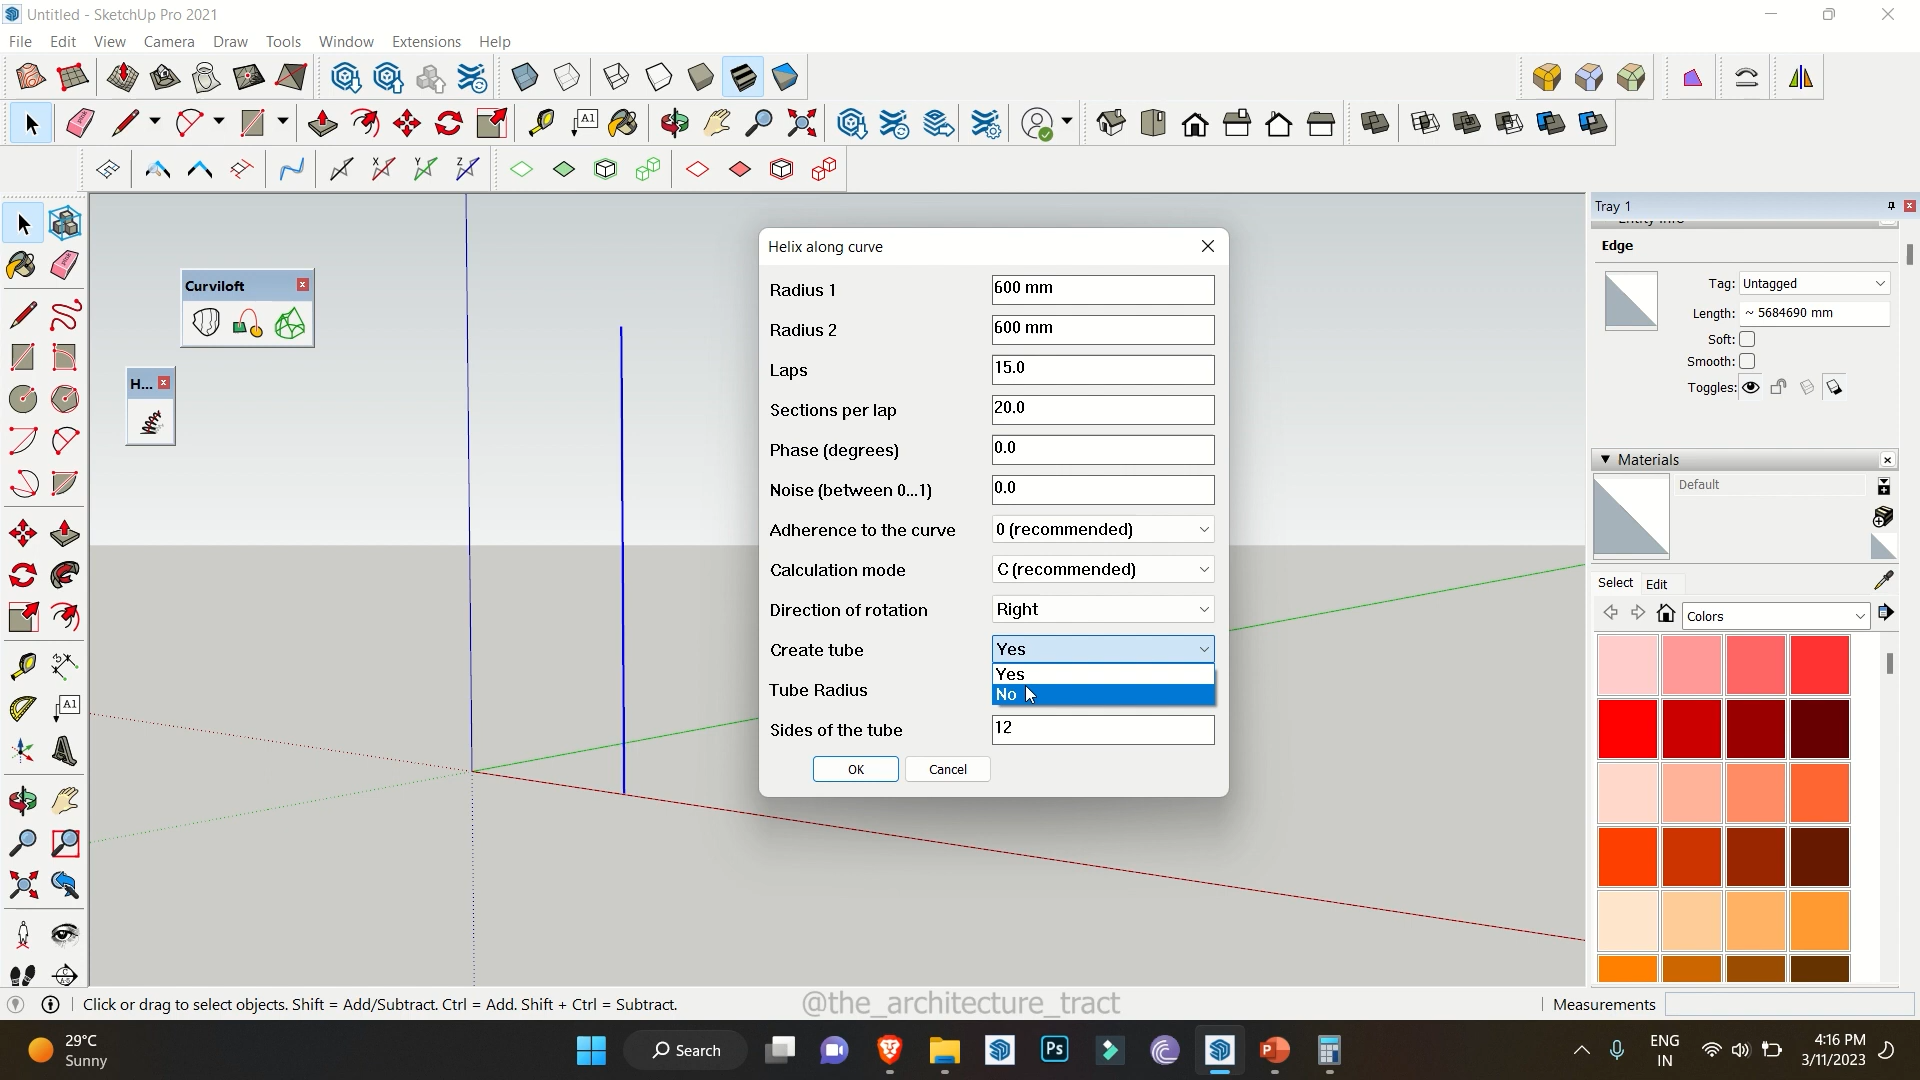 Untitled - SketchUp Pro 2021
File Edit View Camera Draw Tools Window Extensions Help
A1
X Y Z
Curviloft
H...
A1
Helix along curve
Radius 1 600 mm
Radius 2 600 mm
Laps 15.0
Sections per lap 20.0
Phase (degrees) 0.0
Noise (between 0...1) 0.0
Adherence to the curve 0 (recommended)
Calculation mode C (recommended)
Direction of rotation Right
Create tube Yes
Yes
No
Tube Radius
Sides of the tube 12
OK Cancel
Tray 1
Edge
Tag: Untagged
Length: ~ 5684690 mm
Soft:
Smooth:
Toggles:
Materials
Default
Select Edit
Colors
Click or drag to select objects. Shift = Add/Subtract. Ctrl = Add. Shift + Ctrl = Subtract.
@the_architecture_tract
Measurements
29°C
Sunny
Search
Ps
ENG
IN
4:16 PM
3/11/2023